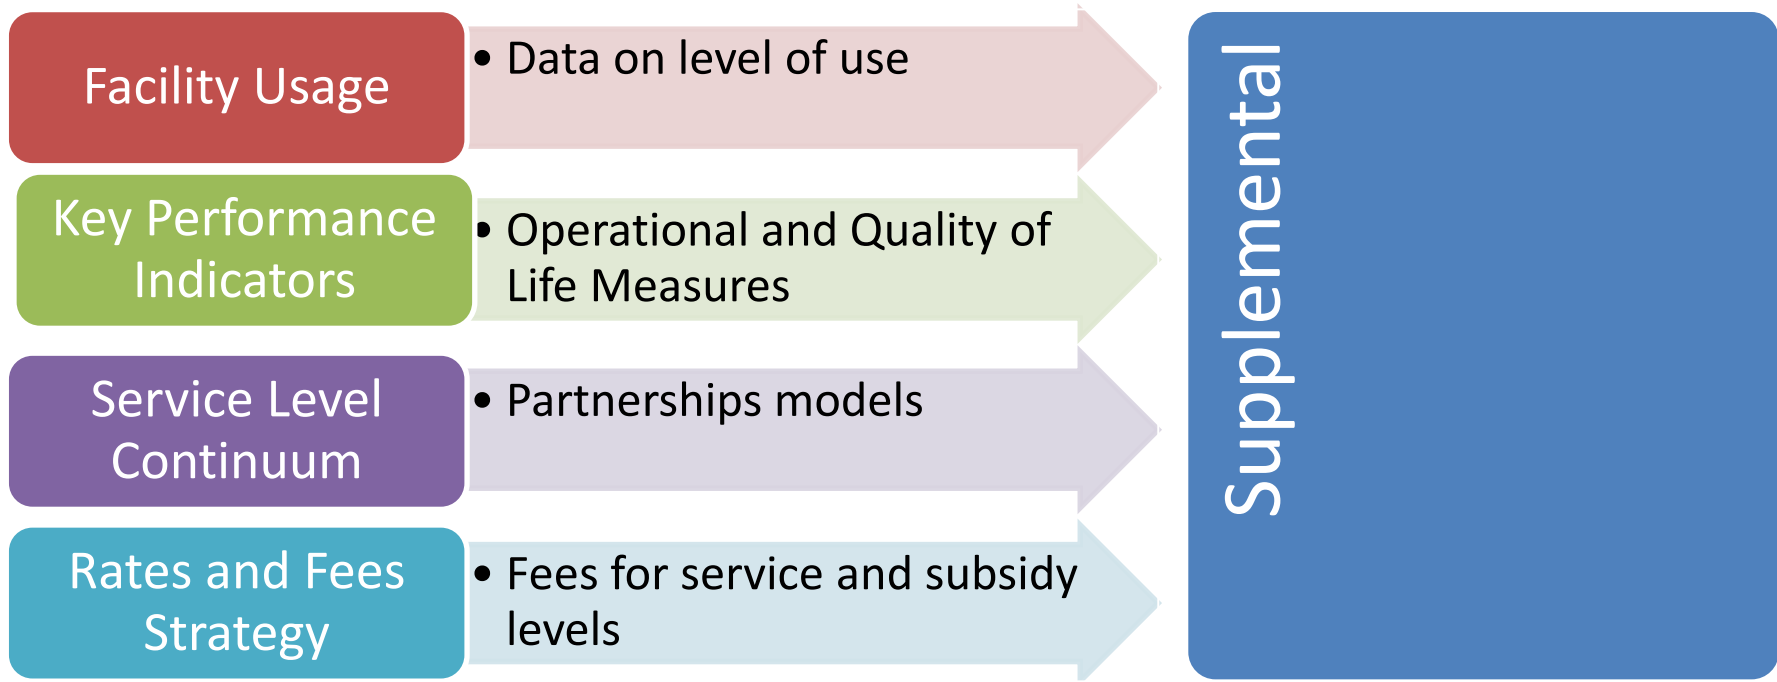 Facility Usage
• Data on level of use
Key Performance
Indicators
• Operational and Quality of
Life Measures
Service Level
Continuum
• Partnerships models
Rates and Fees
Strategy
• Fees for service and subsidy
levels
Supplemental